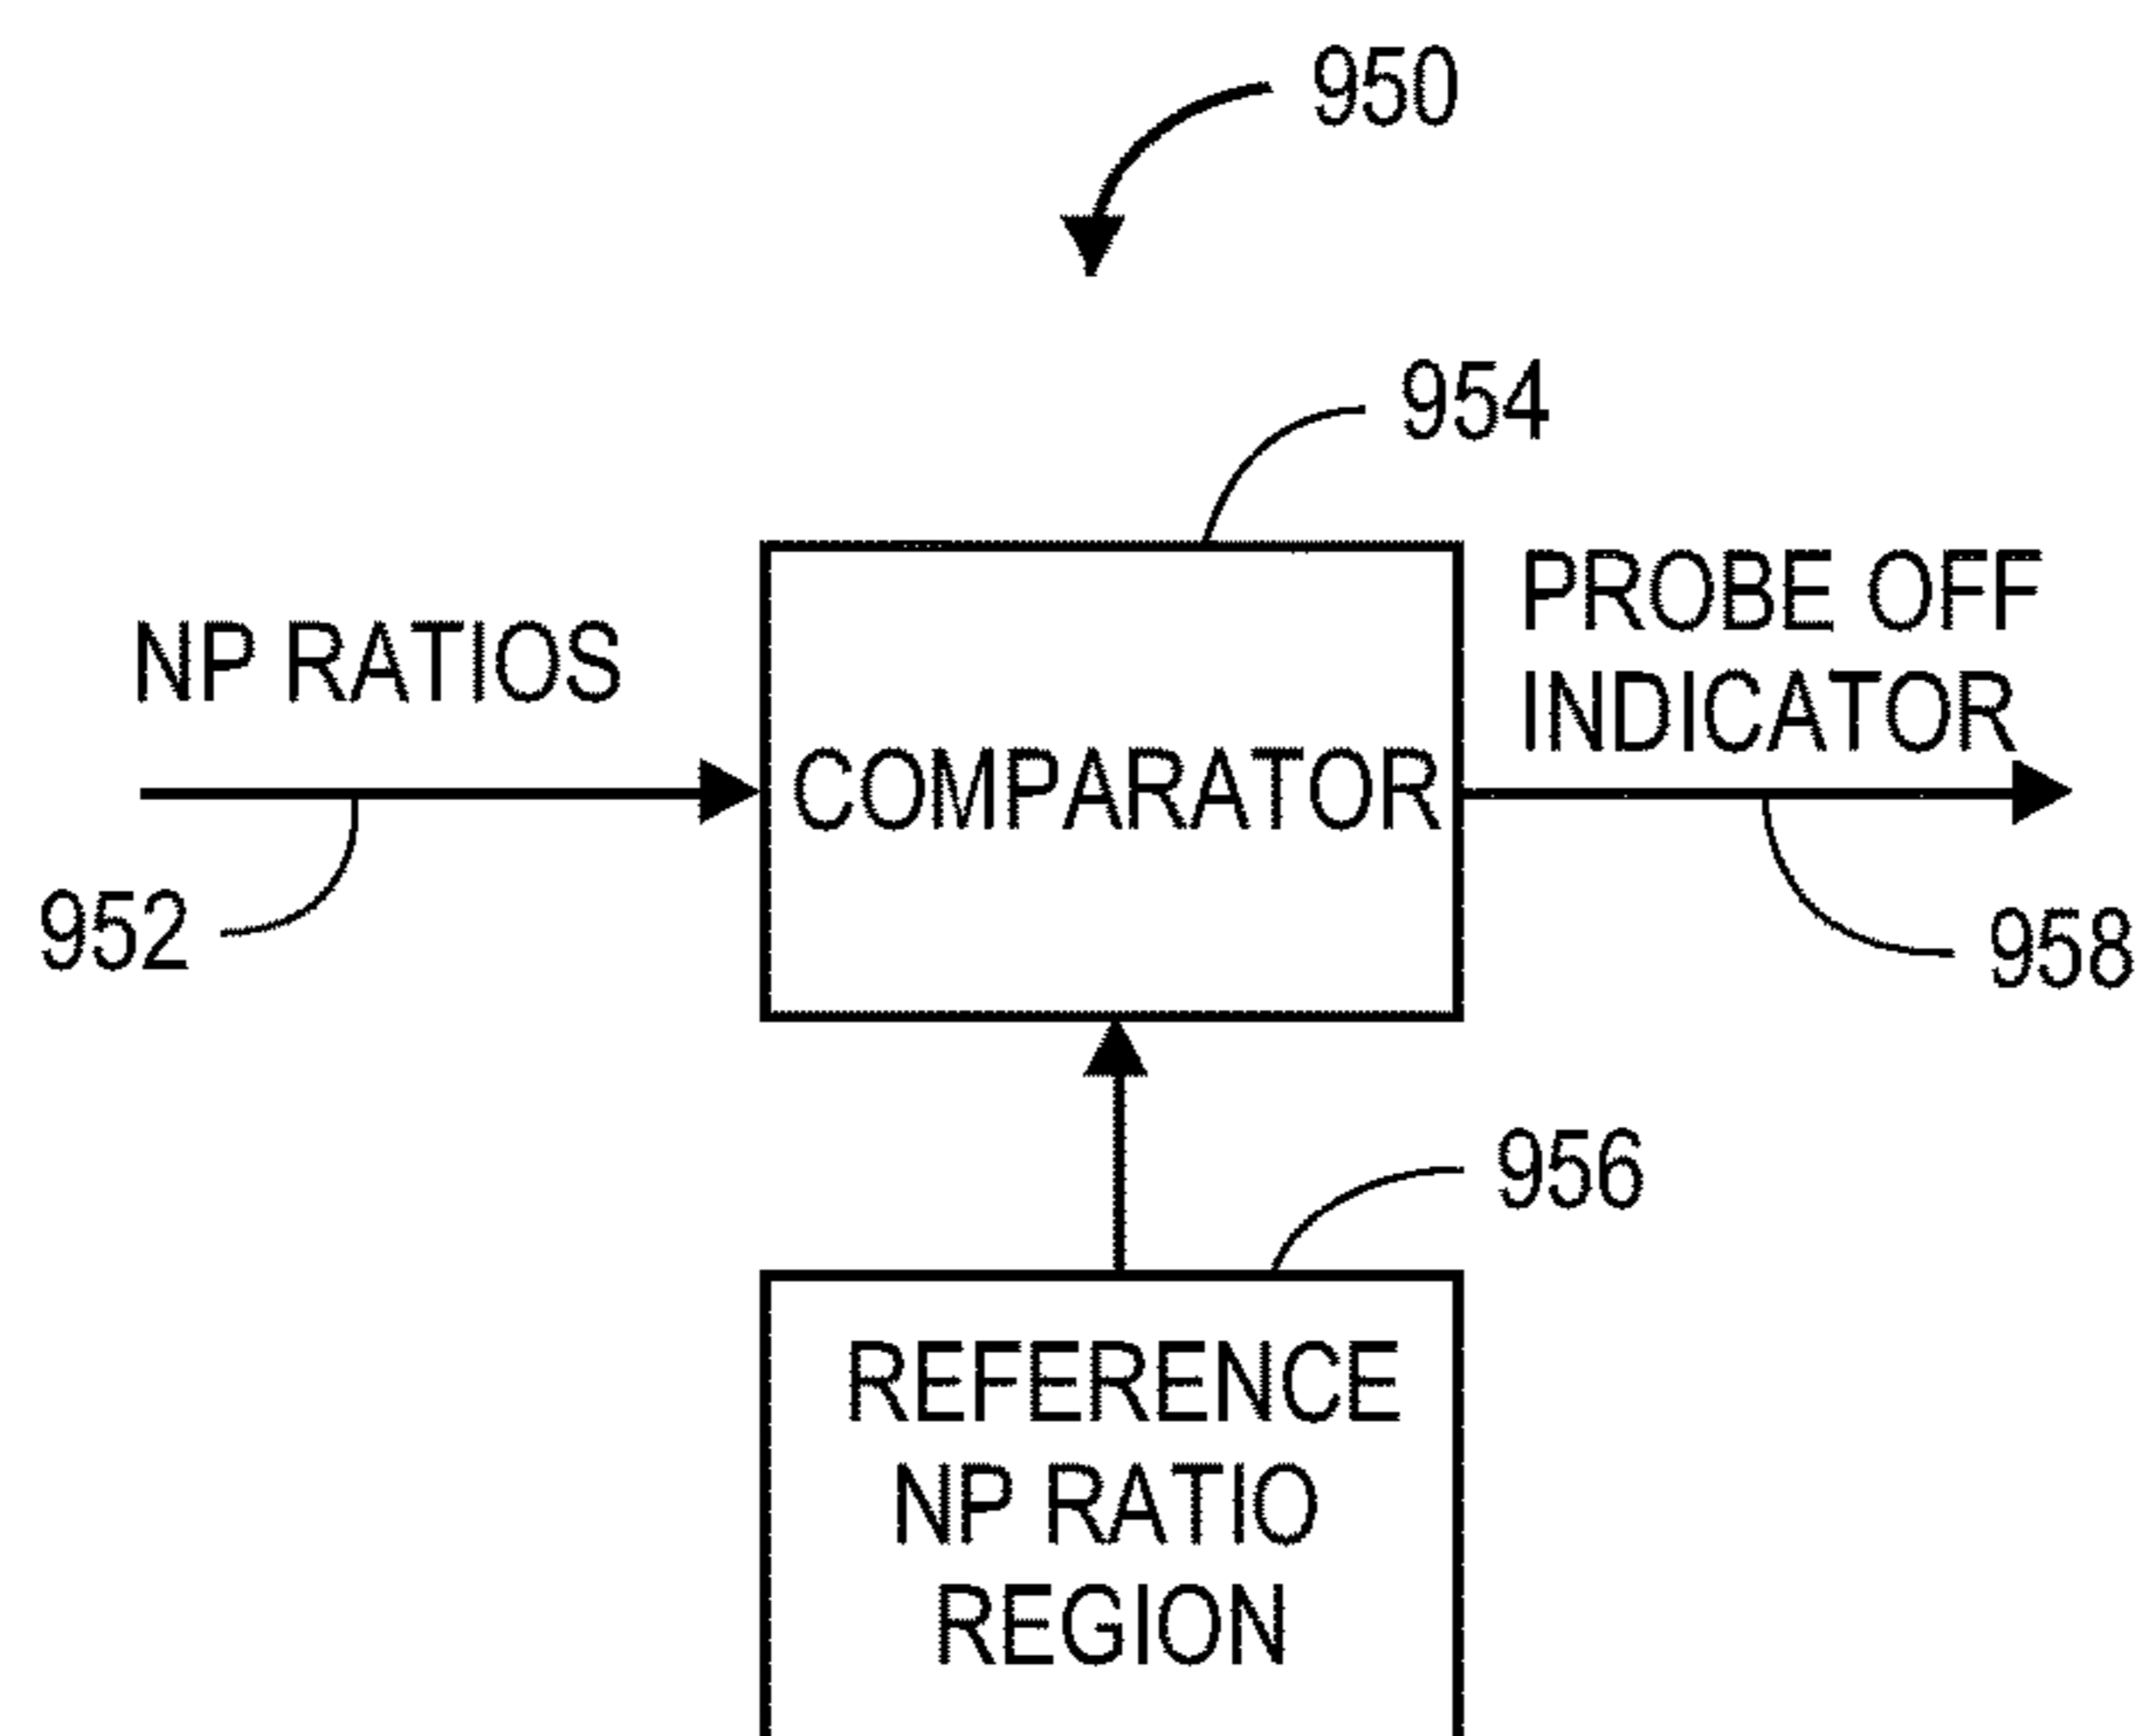 950
954
PROBE OFF
INDICATOR
NP RATIOS
COMPARATOR
952
958
956
REFERENCE
NP RATIO
REGION